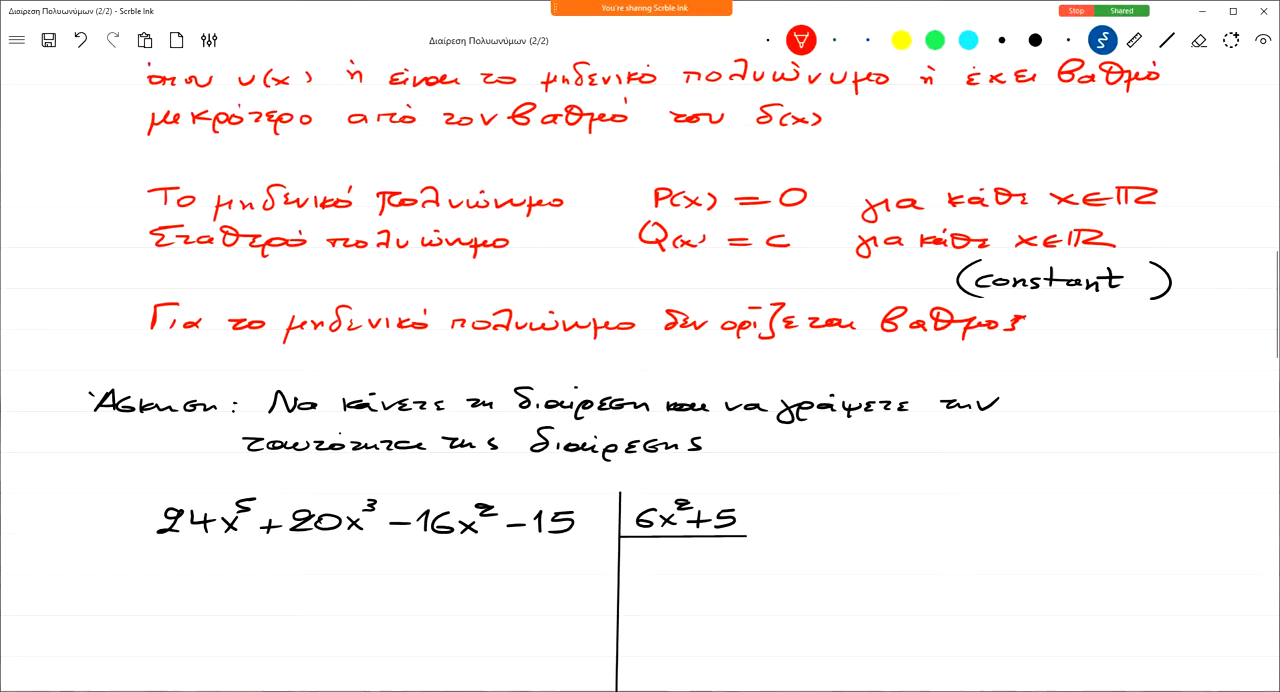 Διαίρεση Πολυωνύμων (2/2) - Scrble Ink
You're sharing Scrble Ink
Stop Shared
Διαίρεση Πολυωνύμων (2/2)
όπου υ(x) ή είναι το μηδενικό πολυώνυμο ή έχει βαθμό
μικρότερο από τον βαθμό του δ(x)
Το μηδενικό πολυώνυμο P(x) = 0 για κάθε x∈ℝ
Σταθερό πολυώνυμο Q(x) = c για κάθε x∈ℝ
(constant)
Για το μηδενικό πολυώνυμο δεν ορίζεται βαθμός
Άσκηση: Να κάνετε τη διαίρεση και να γράψετε την
ταυτότητα της διαίρεσης
24x⁵ + 20x³ - 16x² - 15 6x² + 5